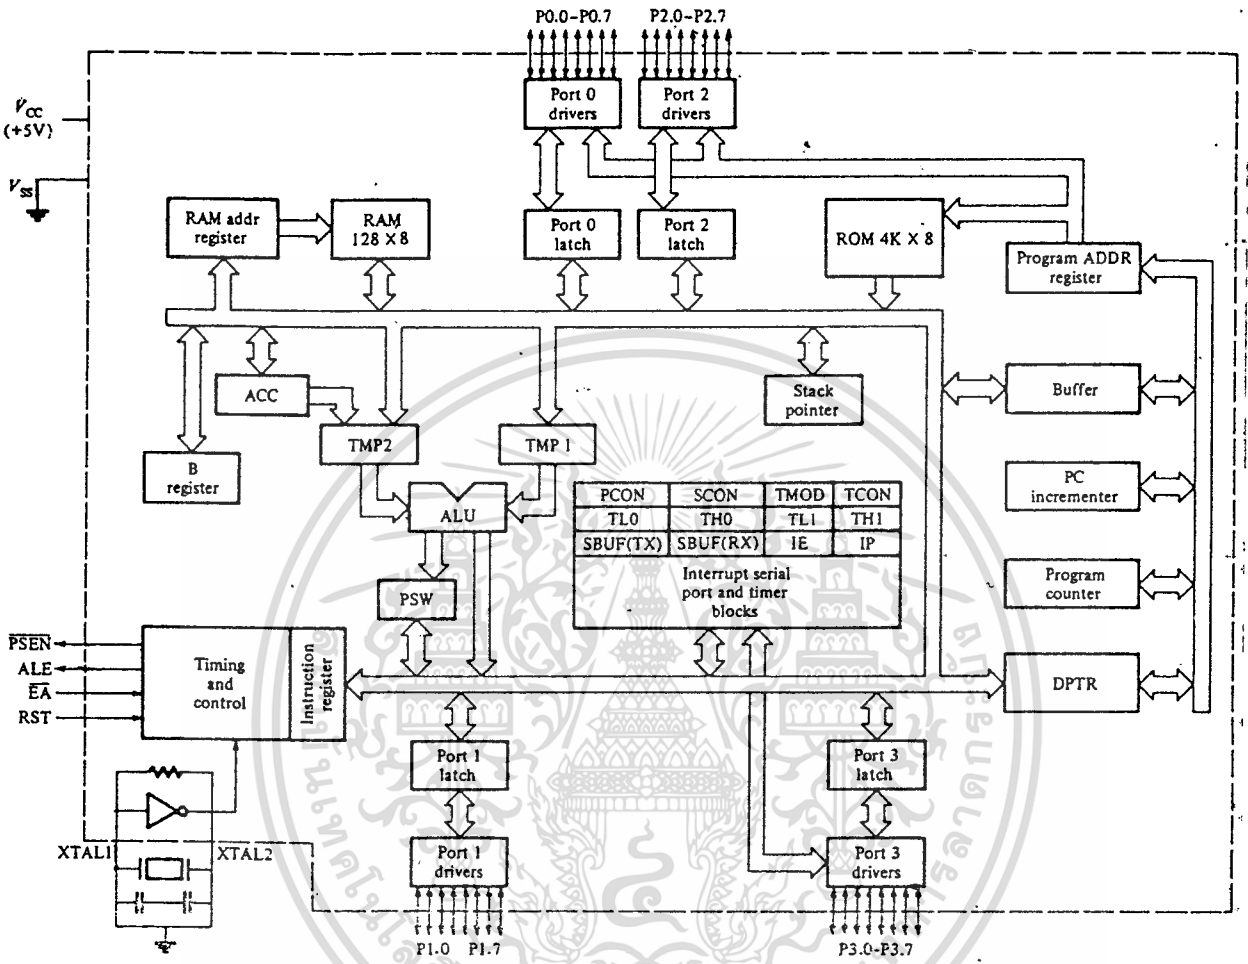 P0.0–P0.7
P2.0–P2.7
Port 0
drivers
Port 2
drivers
VCC
(+5V)
VSS
RAM addr
register
RAM
128 X 8
Port 0
latch
Port 2
latch
ROM 4K X 8
Program ADDR
register
ACC
Stack
pointer
Buffer
TMP2
TMP 1
B
register
ALU
PCON SCON TMOD TCON
TL0 TH0 TL1 TH1
SBUF(TX) SBUF(RX) IE IP
Interrupt serial
port and timer
blocks
PC
incrementer
PSW
Program
counter
PSEN
ALE
EA
RST
Timing
and
control
Instruction
register
DPTR
Port 1
latch
Port 3
latch
XTAL1
XTAL2
Port 1
drivers
Port 3
drivers
P1.0 P1.7
P3.0–P3.7